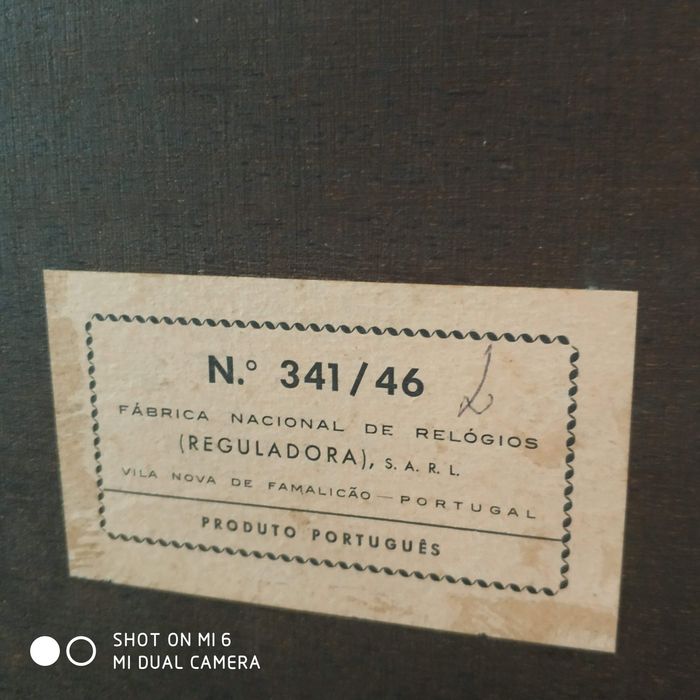 N.º 341/46
FÁBRICA NACIONAL DE RELÓGIOS
(REGULADORA), S. A. R. L.
VILA NOVA DE FAMALICÃO — PORTUGAL
PRODUTO PORTUGUÊS
SHOT ON MI 6
MI DUAL CAMERA